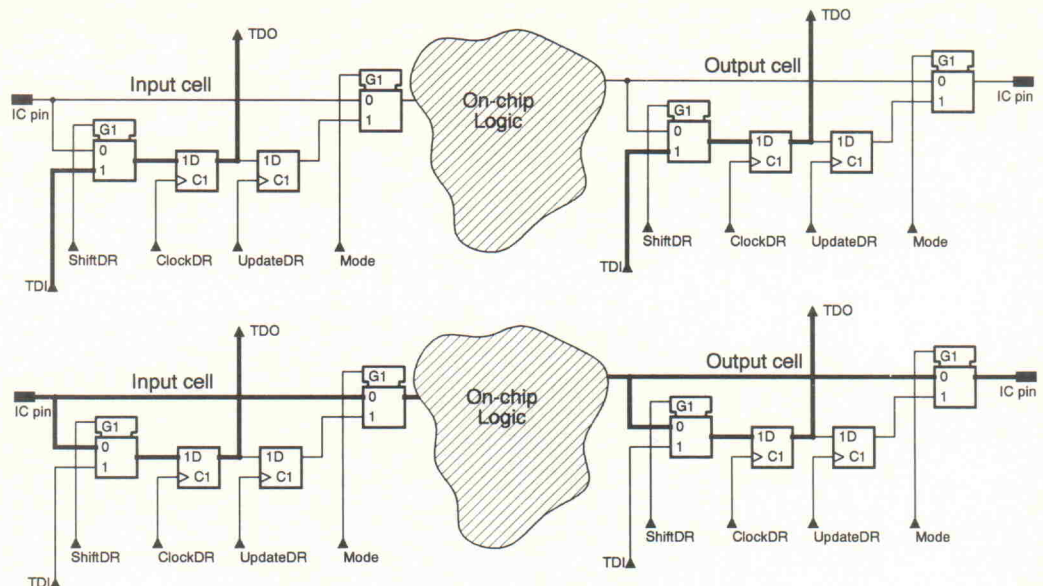 TDO
TDO
Input cell
Output cell
G1
G1
IC pin
0
On-chip
Logic
0
IC pin
1
1
G1
G1
0
1
1D
C1
1D
C1
0
1
1D
C1
1D
C1
ShiftDR
ClockDR
UpdateDR
Mode
ShiftDR
ClockDR
UpdateDR
Mode
TDI
TDI
TDO
TDO
Input cell
Output cell
G1
G1
IC pin
0
On-chip
Logic
0
IC pin
1
1
G1
G1
0
1
1D
C1
1D
C1
0
1
1D
C1
1D
C1
ShiftDR
ClockDR
UpdateDR
Mode
ShiftDR
ClockDR
UpdateDR
Mode
TDI
TDI